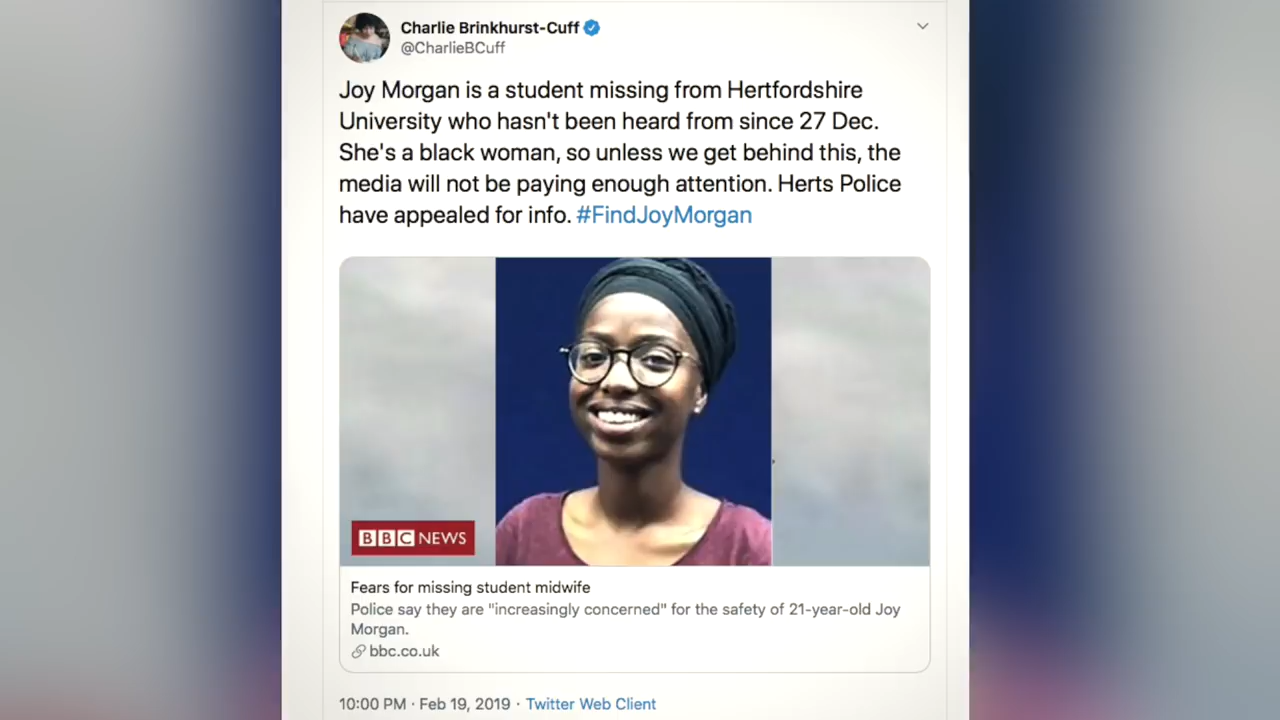 Charlie Brinkhurst-Cuff
@CharlieBCuff
Joy Morgan is a student missing from Hertfordshire
University who hasn't been heard from since 27 Dec.
She's a black woman, so unless we get behind this, the
media will not be paying enough attention. Herts Police
have appealed for info. #FindJoyMorgan
BBC NEWS
Fears for missing student midwife
Police say they are "increasingly concerned" for the safety of 21-year-old Joy
Morgan.
bbc.co.uk
10:00 PM · Feb 19, 2019 · Twitter Web Client